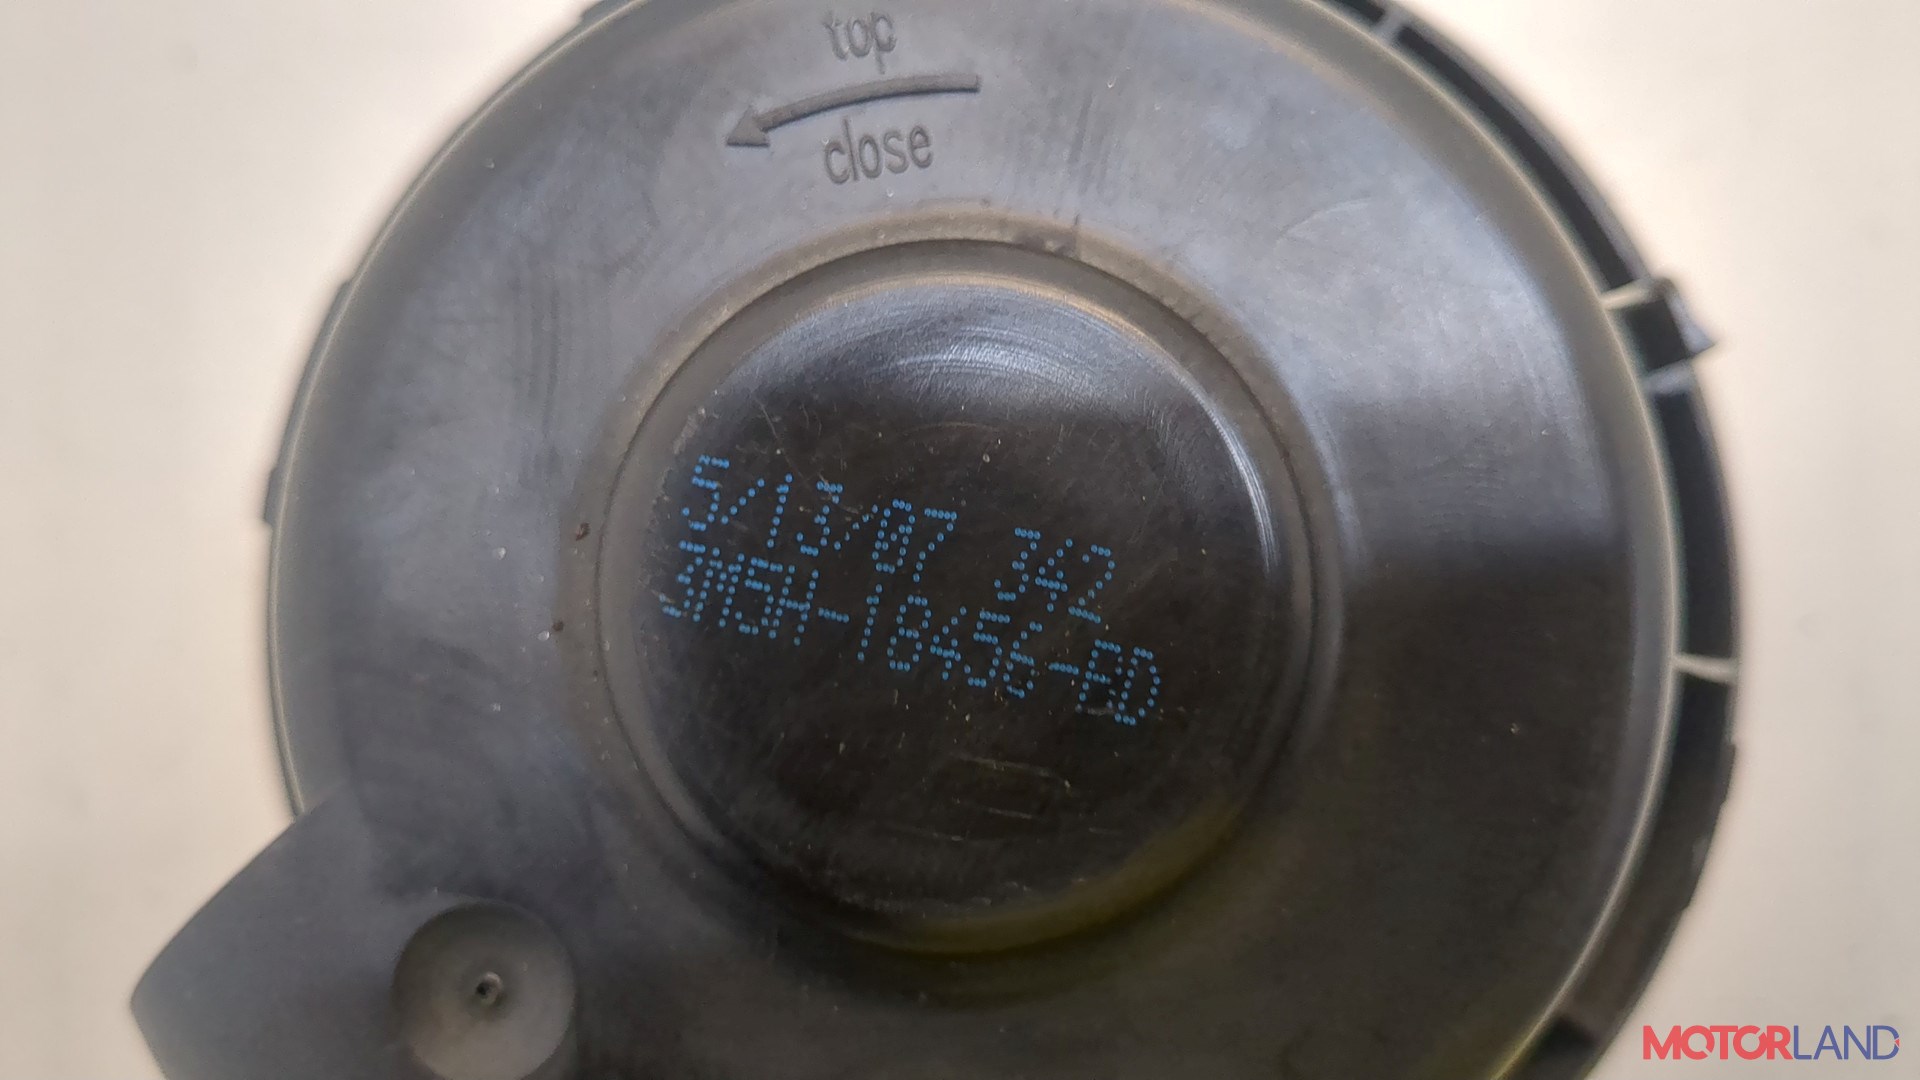 top
close
5/13/07 342
3M5H-18456-AD
MOTORLAND